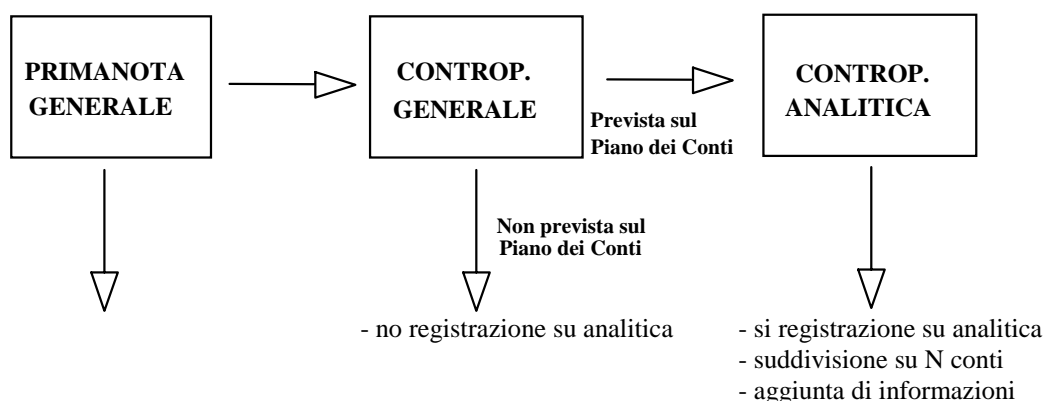 PRIMANOTA
GENERALE
CONTROP.
GENERALE
CONTROP.
ANALITICA
Prevista sul
Piano dei Conti
Non prevista sul
Piano dei Conti
- no registrazione su analitica
- si registrazione su analitica
- suddivisione su N conti
- aggiunta di informazioni